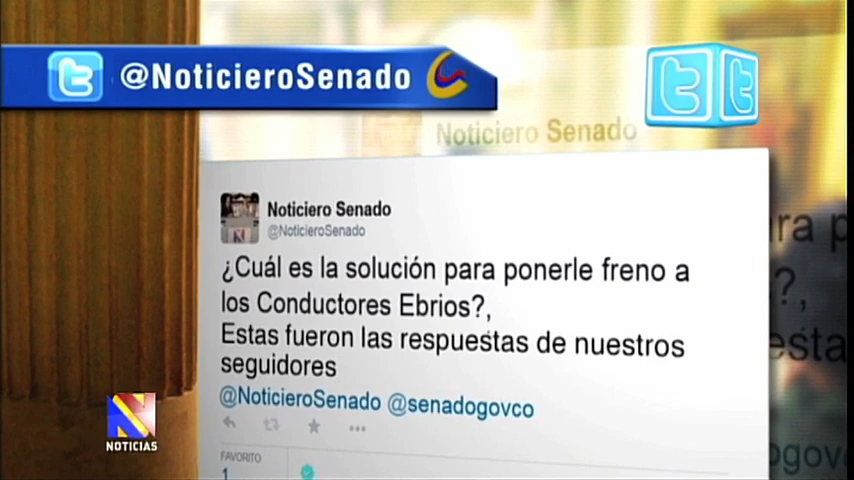 @NoticieroSenado
Noticiero Senado
Noticiero Senado
@NoticieroSenado
¿Cuál es la solución para ponerle freno a
los Conductores Ebrios?,
Estas fueron las respuestas de nuestros
seguidores
@NoticieroSenado @senadogovco
FAVORITO
1
N
NOTICIAS